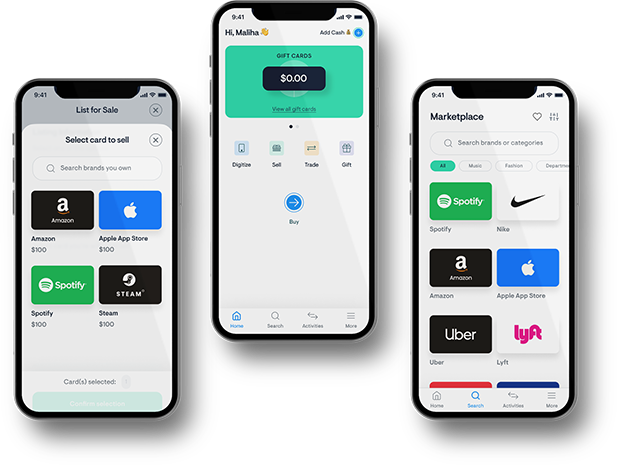 9:41
List for Sale
Select card to sell
Search brands you own
a
Amazon
Amazon
$100
Apple App Store
$100
Spotify
Spotify
$100
STEAM
Steam
$100
Card(s) selected:
9:41
Hi, Maliha 👋
Add Cash
GIFT CARDS
$0.00
View all gift cards
Digitize
Sell
Trade
Gift
Buy
Home
Search
Activities
More
9:41
Marketplace
Search brands or categories
All
Music
Fashion
Departmen
Spotify
Spotify
Nike
a
Amazon
Amazon
Apple App Store
Uber
Uber
lyft
Lyft
Home
Search
Activities
More